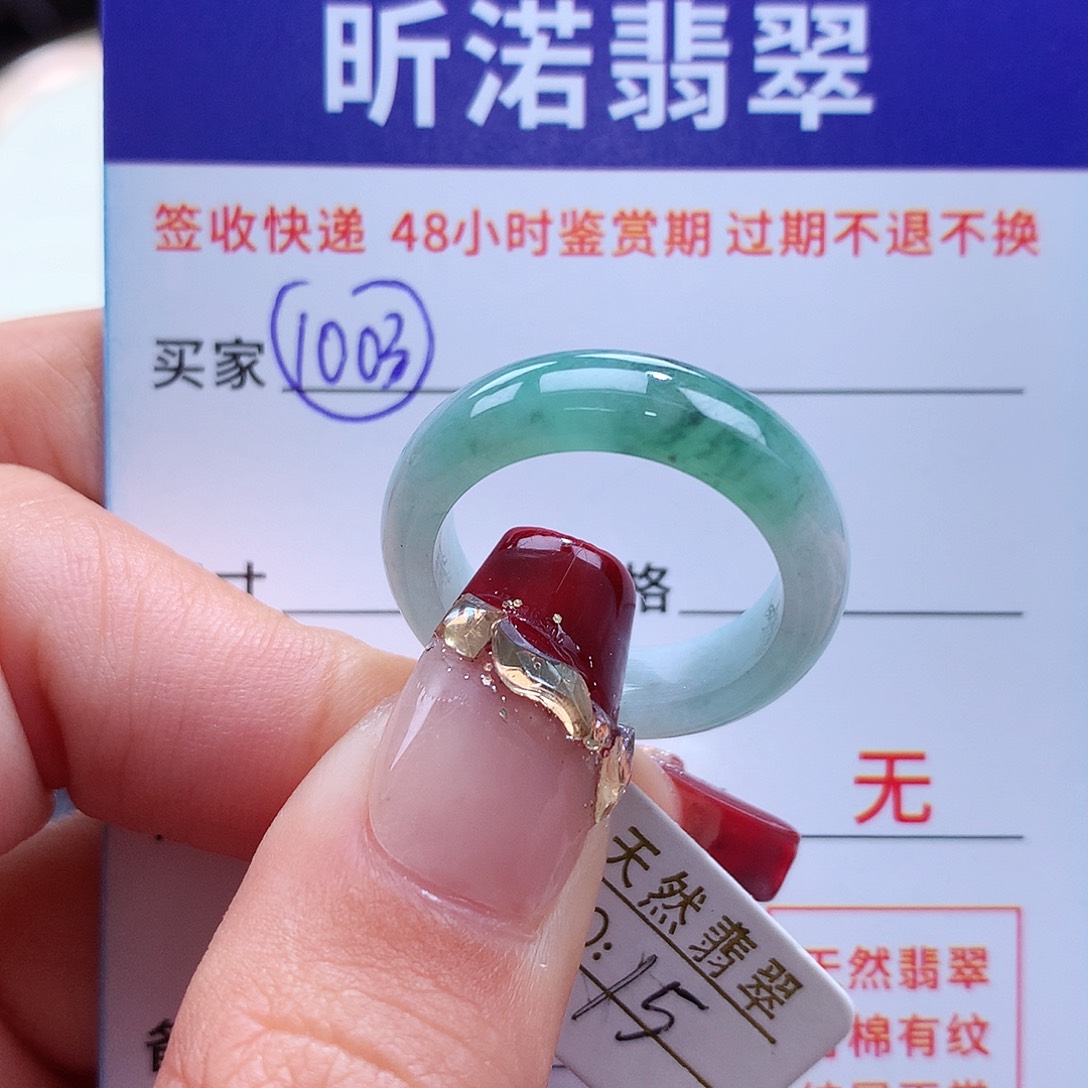 昕渃翡翠
签收快递 48小时鉴赏期 过期不退不换
买家 1003
寸 格
无
天然翡翠
15
天然翡翠
棉有纹